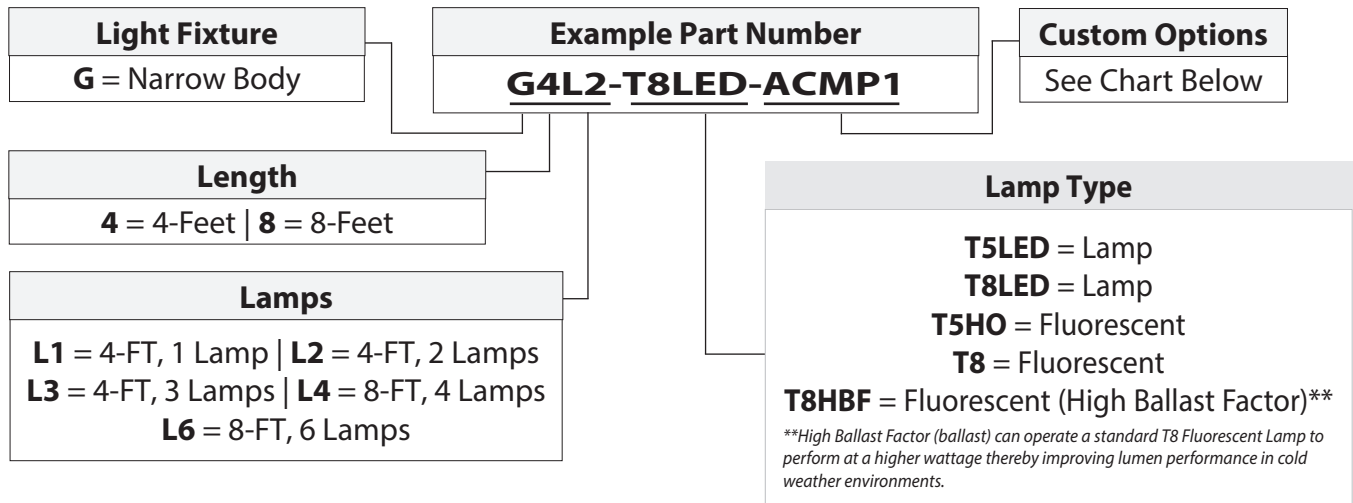 Light Fixture
G = Narrow Body
Example Part Number
G4L2-T8LED-ACMP1
Custom Options
See Chart Below
Length
4 = 4-Feet | 8 = 8-Feet
Lamps
L1 = 4-FT, 1 Lamp | L2 = 4-FT, 2 Lamps
L3 = 4-FT, 3 Lamps | L4 = 8-FT, 4 Lamps
L6 = 8-FT, 6 Lamps
Lamp Type
T5LED = Lamp
T8LED = Lamp
T5HO = Fluorescent
T8 = Fluorescent
T8HBF = Fluorescent (High Ballast Factor)**
**High Ballast Factor (ballast) can operate a standard T8 Fluorescent Lamp to
perform at a higher wattage thereby improving lumen performance in cold
weather environments.